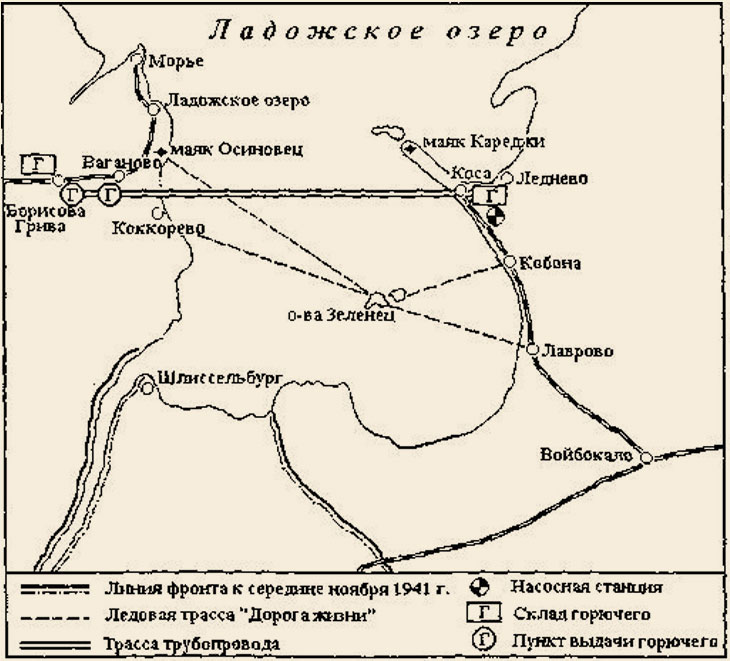 Ладожское озеро
Морье
Ладожское озеро
маяк Осиновец
маяк Кареджи
Г
Ваганово
Коса
Леднево
Г
Г
Г
Борисова
Грива
Коккорево
Кобона
о-ва Зеленец
Лаврово
Шлиссельбург
Войбокало
Линия фронта к середине ноября 1941 г.
Насосная станция
Ледовая трасса "Дорога жизни"
Г
Склад горючего
Трасса трубопровода
Г
Пункт выдачи горючего